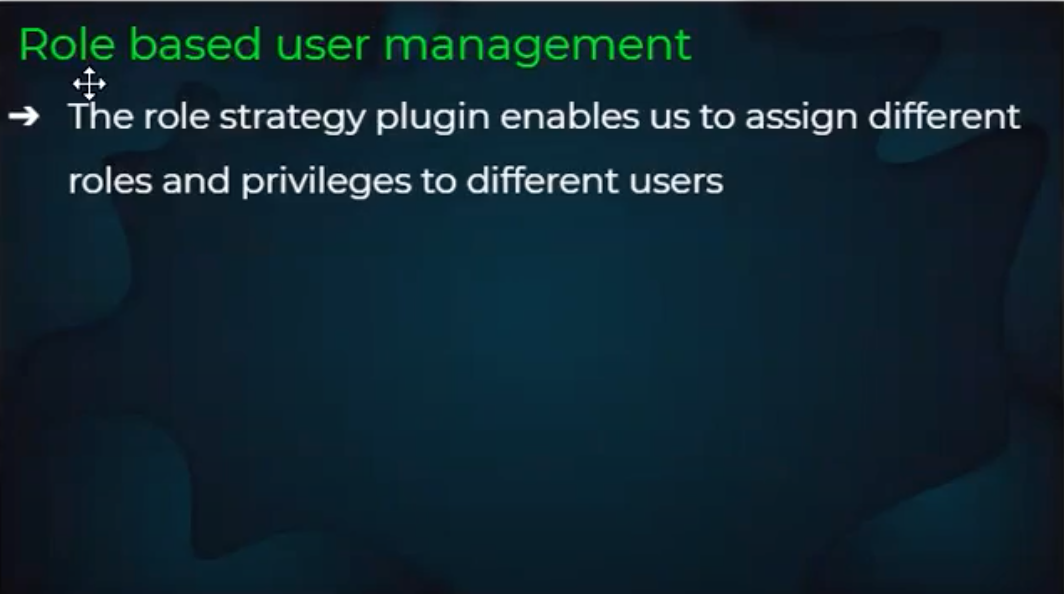 Role based user management
➔ The role strategy plugin enables us to assign different
roles and privileges to different users